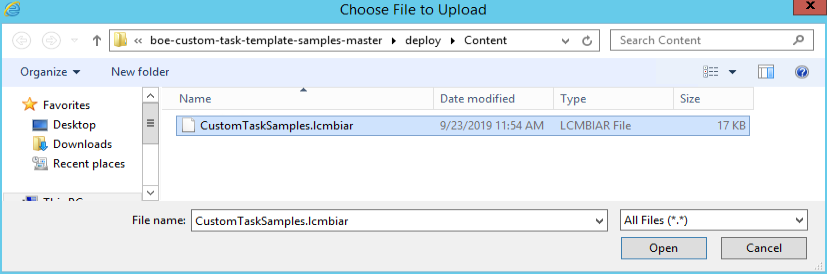 Choose File to Upload
boe-custom-task-template-samples-master deploy Content Search Content
Organize New folder
Favorites
Desktop
Downloads
Recent places
Name Date modified Type Size
CustomTaskSamples.lcmbiar 9/23/2019 11:54 AM LCMBIAR File 17 KB
File name: CustomTaskSamples.lcmbiar All Files (*.*)
Open Cancel